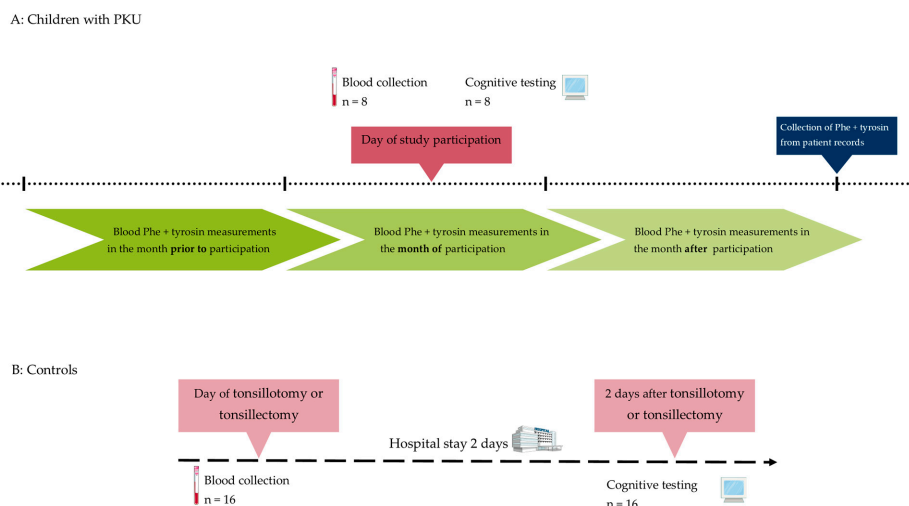 A: Children with PKU
Blood collection
n = 8
Cognitive testing
n = 8
Day of study participation
Collection of Phe + tyrosin
from patient records
Blood Phe + tyrosin measurements
in the month prior to participation
Blood Phe + tyrosin measurements in
the month of participation
Blood Phe + tyrosin measurements in
the month after participation
B: Controls
Day of tonsillotomy or
tonsillectomy
2 days after tonsillotomy
or tonsillectomy
Hospital stay 2 days
Blood collection
n = 16
Cognitive testing
n = 16